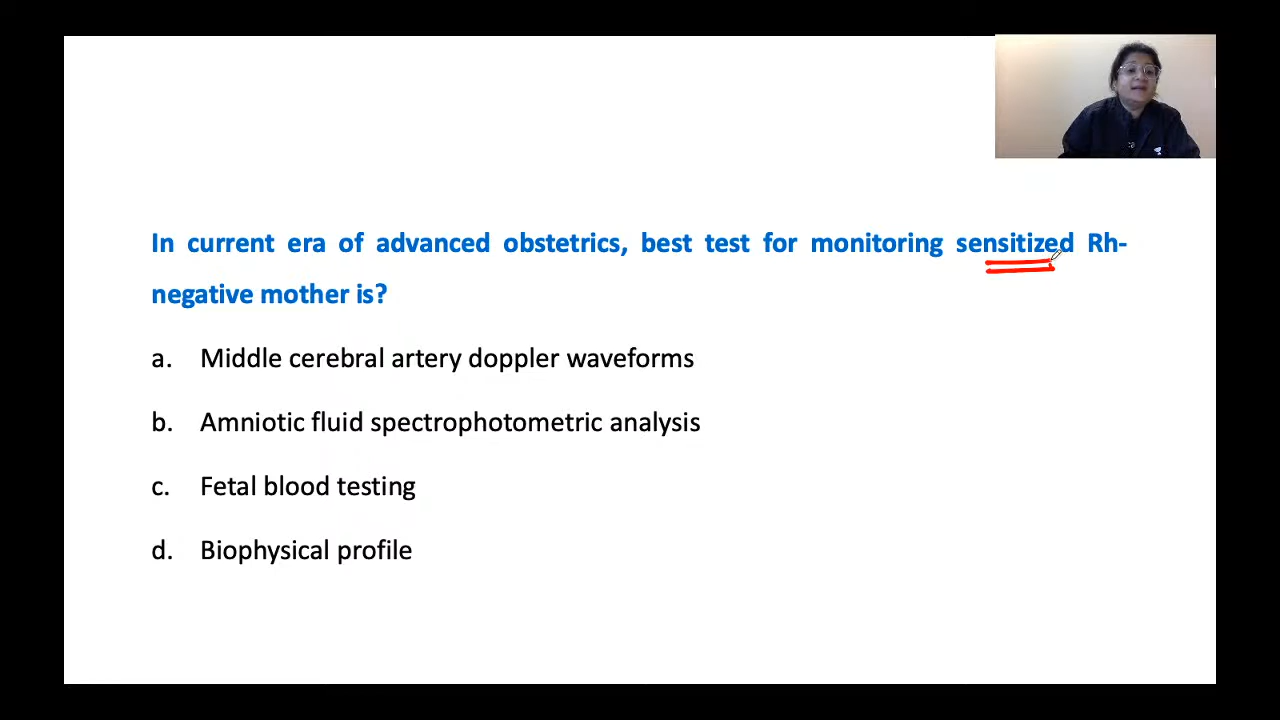 In current era of advanced obstetrics, best test for monitoring sensitized Rh-
negative mother is?
a. Middle cerebral artery doppler waveforms
b. Amniotic fluid spectrophotometric analysis
c. Fetal blood testing
d. Biophysical profile